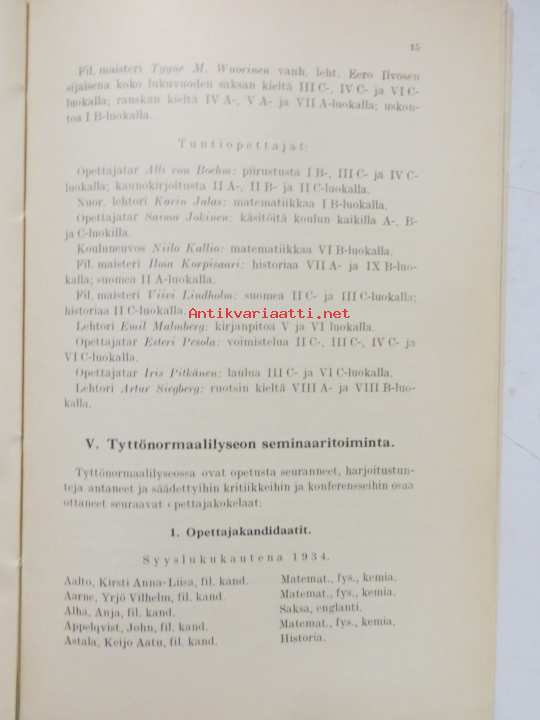 15
Fil. maisteri Tyyne M. Wuorinen vanh. leht. Eero Ilvosen
sijaisena koko lukuvuoden saksan kieltä III C-, IV C- ja VI C-
luokalla; ranskan kieltä IV A-, V A- ja VII A-luokalla; uskon-
toa I B-luokalla.
Tuntiopettajat:
Opettajatar Alli von Boehm: piirustusta I B-, III C- ja IV C-
luokalla; kaunokirjoitusta II A-, II B- ja II C-luokalla.
Nuor. lehtori Karin Jalas: matematiikkaa I B-luokalla.
Opettajatar Saima Jokinen: käsitöitä koulun kaikilla A-, B-
ja C-luokilla.
Kouluneuvos Niilo Kallio: matematiikkaa VI B-luokalla.
Fil. maisteri Ilma Korpisaari: historiaa VII A- ja IX B-luo-
kalla; suomea II A-luokalla.
Fil. maisteri Viivi Lindholm: suomea II C- ja III C-luokalla;
historiaa II C-luokalla.
Antikvariaatti.net
Lehtori Emil Malmberg: kirjanpitoa V ja VI luokalla.
Opettajatar Esteri Pesola: voimistelua II C-, III C-, IV C- ja
VI C-luokalla.
Opettajatar Iris Pitkänen: laulua III C- ja VI C-luokalla.
Lehtori Artur Siegberg: ruotsin kieltä VIII A- ja VIII B-luo-
kalla.
V. Tyttönormaalilyseon seminaaritoiminta.
Tyttönormaalilyseossa ovat opetusta seuranneet, harjoitustun-
teja antaneet ja säädettyihin kritiikkeihin ja konferensseihin osaa
ottaneet seuraavat opettajakokelaat:
1. Opettajakandidaatit.
Syyslukukautena 1934.
Aalto, Kirsti Anna-Liisa, fil. kand. Matemat., fys., kemia.
Aarne, Yrjö Vilhelm, fil. kand. Matemat., fys., kemia.
Alha, Anja, fil. kand. Saksa, englanti.
Appelqvist, John, fil. kand. Matemat., fys., kemia.
Astala, Keijo Aatu, fil. kand. Historia.